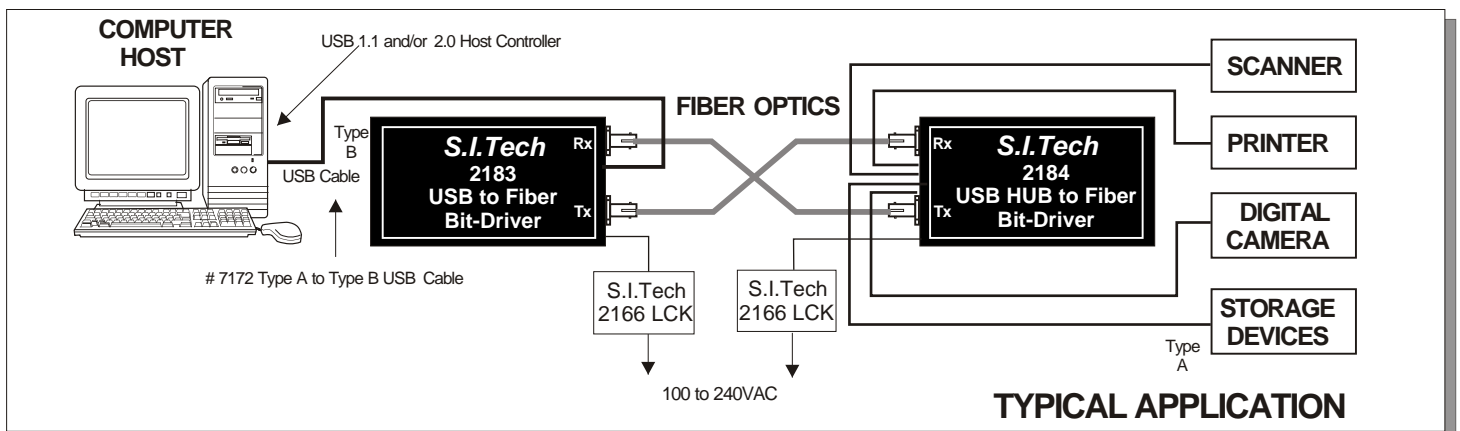 COMPUTER
HOST
USB 1.1 and/or 2.0 Host Controller
Type
B
USB Cable
# 7172 Type A to Type B USB Cable
S.I.Tech
2183
USB to Fiber
Bit-Driver
Rx
Tx
FIBER OPTICS
Rx
Tx
S.I.Tech
2184
USB HUB to Fiber
Bit-Driver
S.I.Tech
2166 LCK
S.I.Tech
2166 LCK
100 to 240VAC
SCANNER
PRINTER
DIGITAL
CAMERA
STORAGE
DEVICES
Type
A
TYPICAL APPLICATION